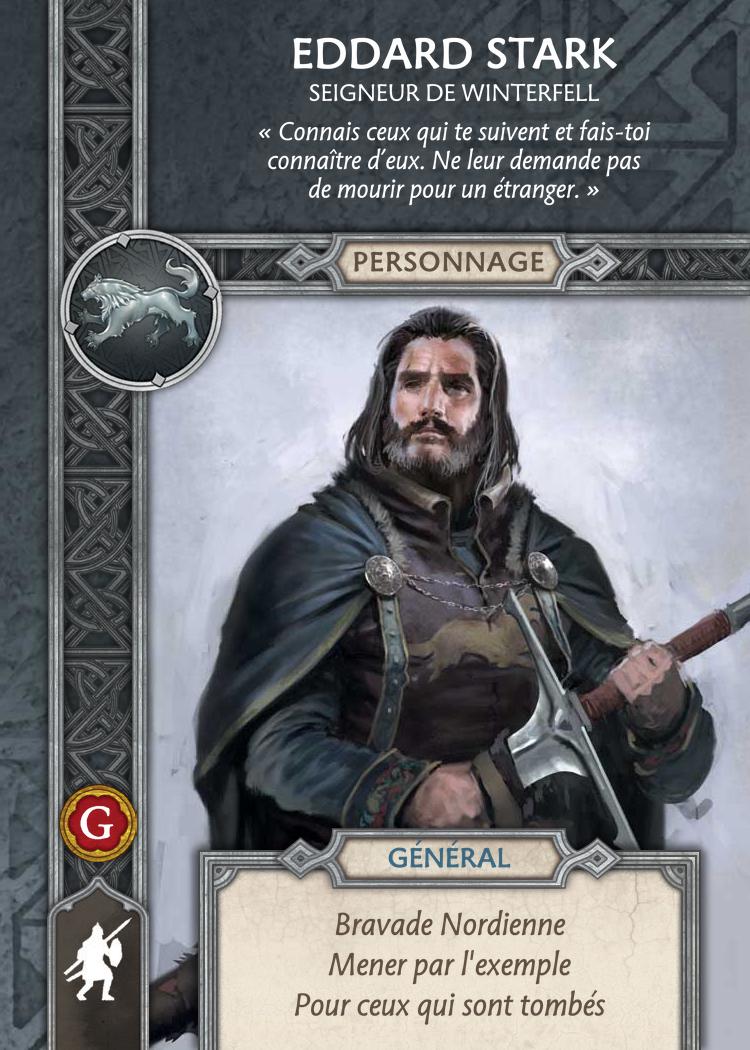 EDDARD STARK
SEIGNEUR DE WINTERFELL
« Connais ceux qui te suivent et fais-toi
connaître d'eux. Ne leur demande pas
de mourir pour un étranger. »
PERSONNAGE
G
GÉNÉRAL
Bravade Nordienne
Mener par l'exemple
Pour ceux qui sont tombés